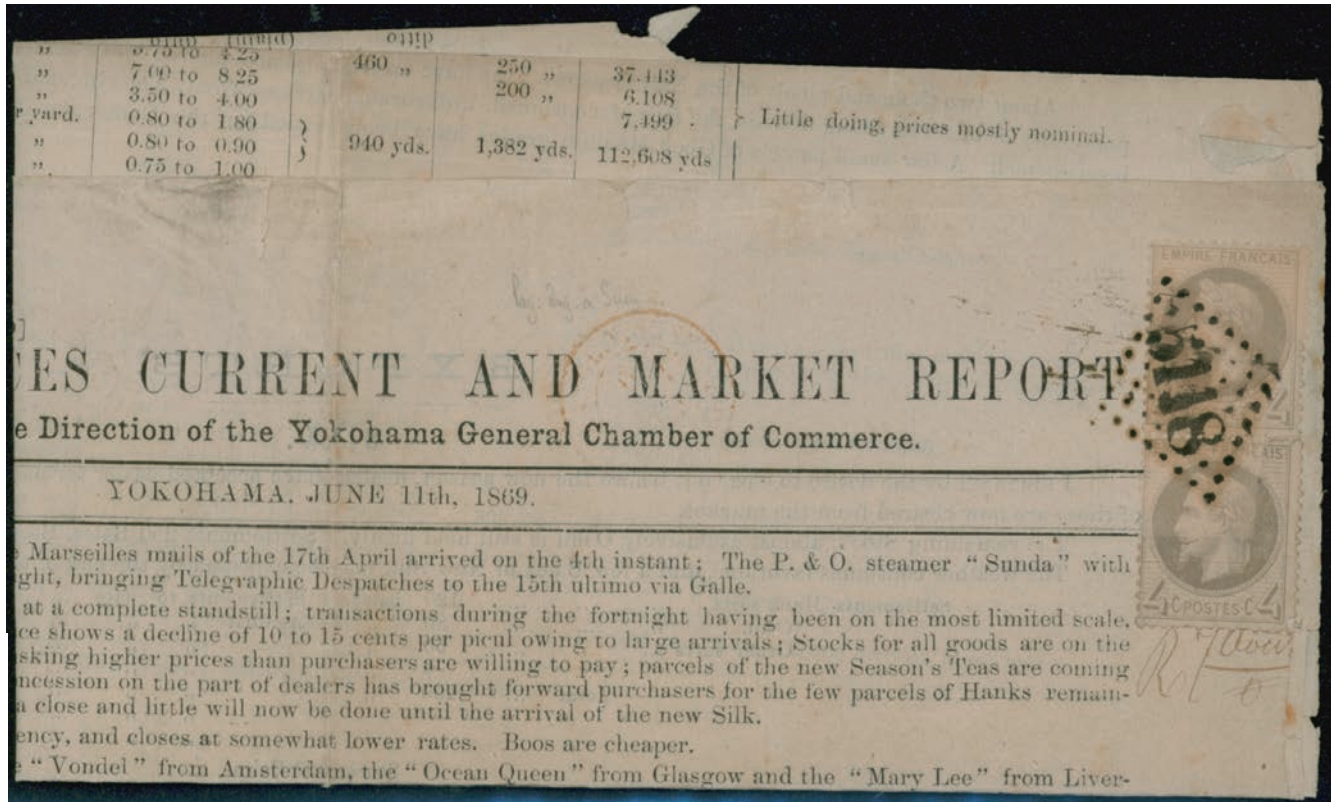 " 3.75 to 4.25 460 " 250 " 37.443
" 7.00 to 8.25 200 " 6.108
" 3.50 to 4.00 7.499
r yard. 0.80 to 1.80 Little doing, prices mostly nominal.
" 0.80 to 0.90 940 yds. 1,382 yds. 112,608 yds
" 0.75 to 1.00
ditto
EMPIRE FRANÇAIS
5118
CES CURRENT AND MARKET REPORT
e Direction of the Yokohama General Chamber of Commerce.
YOKOHAMA, JUNE 11th, 1869.
e Marseilles mails of the 17th April arrived on the 4th instant; The P. & O. steamer "Sunda" with
ght, bringing Telegraphic Despatches to the 15th ultimo via Galle.
at a complete standstill; transactions during the fortnight having been on the most limited scale,
ce shows a decline of 10 to 15 cents per picul owing to large arrivals; Stocks for all goods are on the
sking higher prices than purchasers are willing to pay; parcels of the new Season's Teas are coming
ncession on the part of dealers has brought forward purchasers for the few parcels of Hanks remain-
a close and little will now be done until the arrival of the new Silk.
ency, and closes at somewhat lower rates. Boos are cheaper.
e "Vondel" from Amsterdam, the "Ocean Queen" from Glasgow and the "Mary Lee" from Liver-
4 C POSTES C 4
R 7 Aout